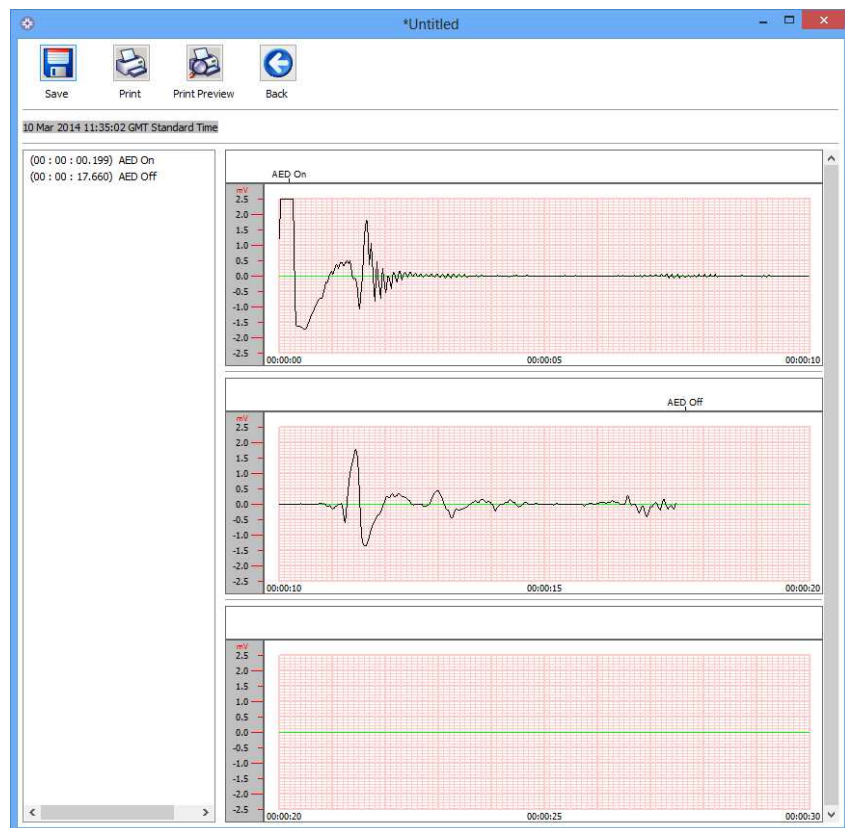 *Untitled
Save Print Print Preview Back
10 Mar 2014 11:35:02 GMT Standard Time
(00 : 00 : 00.199) AED On
(00 : 00 : 17.660) AED Off
AED On
mV
2.5
2.0
1.5
1.0
0.5
0.0
-0.5
-1.0
-1.5
-2.0
-2.5
00:00:00 00:00:05 00:00:10
AED Off
mV
2.5
2.0
1.5
1.0
0.5
0.0
-0.5
-1.0
-1.5
-2.0
-2.5
00:00:10 00:00:15 00:00:20
mV
2.5
2.0
1.5
1.0
0.5
0.0
-0.5
-1.0
-1.5
-2.0
-2.5
00:00:20 00:00:25 00:00:30